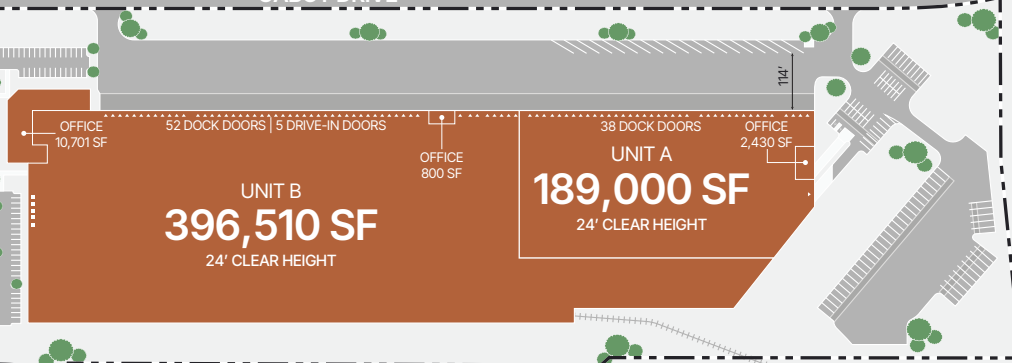 114'
OFFICE
10,701 SF
52 DOCK DOORS | 5 DRIVE-IN DOORS
OFFICE
800 SF
38 DOCK DOORS
OFFICE
2,430 SF
UNIT A
189,000 SF
24' CLEAR HEIGHT
UNIT B
396,510 SF
24' CLEAR HEIGHT